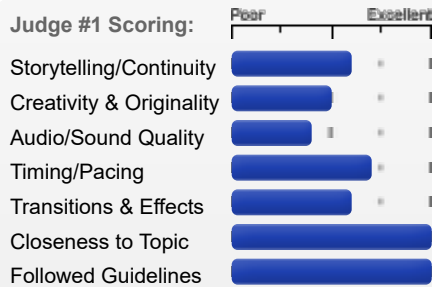 Judge #1 Scoring:
Poor Excellent
Storytelling/Continuity
Creativity & Originality
Audio/Sound Quality
Timing/Pacing
Transitions & Effects
Closeness to Topic
Followed Guidelines